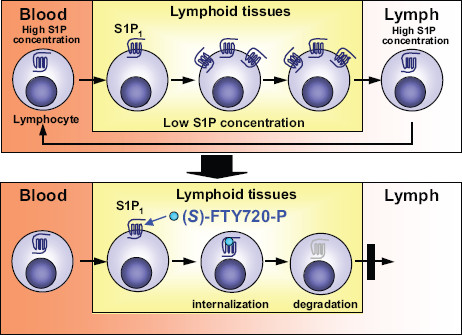 Blood
Lymphoid tissues
Lymph
High S1P
concentration
S1P1
High S1P
concentration
Lymphocyte
Low S1P concentration
Blood
Lymphoid tissues
Lymph
S1P1
(S)-FTY720-P
internalization
degradation